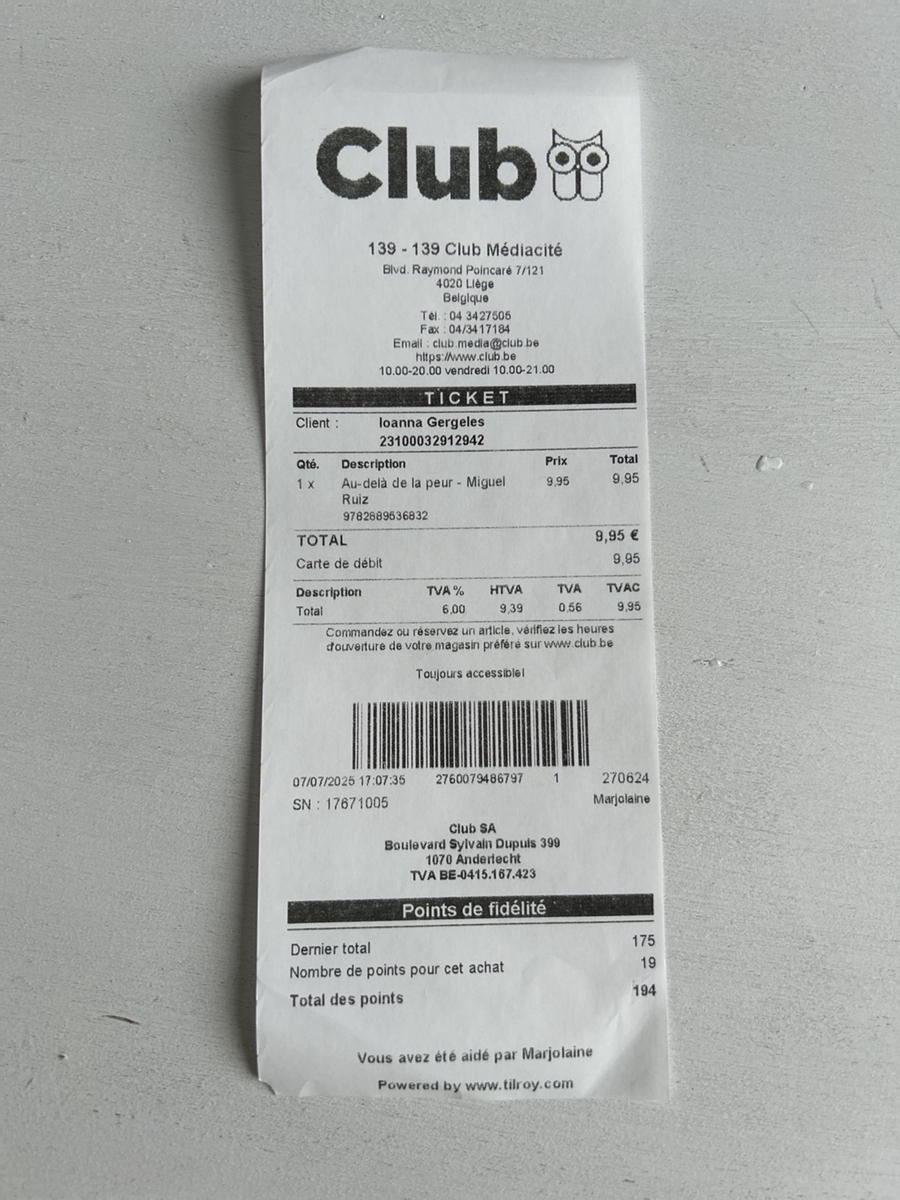 Club
139 - 139 Club Médiacité
Blvd. Raymond Poincaré 7/121
4020 Liège
Belgique
Tél. : 04 3427505
Fax : 04/3417184
Email : club.media@club.be
https://www.club.be
10.00-20.00 vendredi 10.00-21.00
TICKET
Client : Ioanna Gergeles
23100032912942
Qté. Description Prix Total
1 x Au-delà de la peur - Miguel 9,95 9,95
Ruiz
9782889536832
TOTAL 9,95 €
Carte de débit 9,95
Description TVA % HTVA TVA TVAC
Total 6,00 9,39 0,56 9,95
Commandez ou réservez un article, vérifiez les heures
d'ouverture de votre magasin préféré sur www.club.be
Toujours accessible!
07/07/2025 17:07:35 2760079486797 1 270624
SN : 17671005 Marjolaine
Club SA
Boulevard Sylvain Dupuis 399
1070 Anderlecht
TVA BE-0415.167.423
Points de fidélité
Dernier total 175
Nombre de points pour cet achat 19
Total des points 194
Vous avez été aidé par Marjolaine
Powered by www.tilroy.com